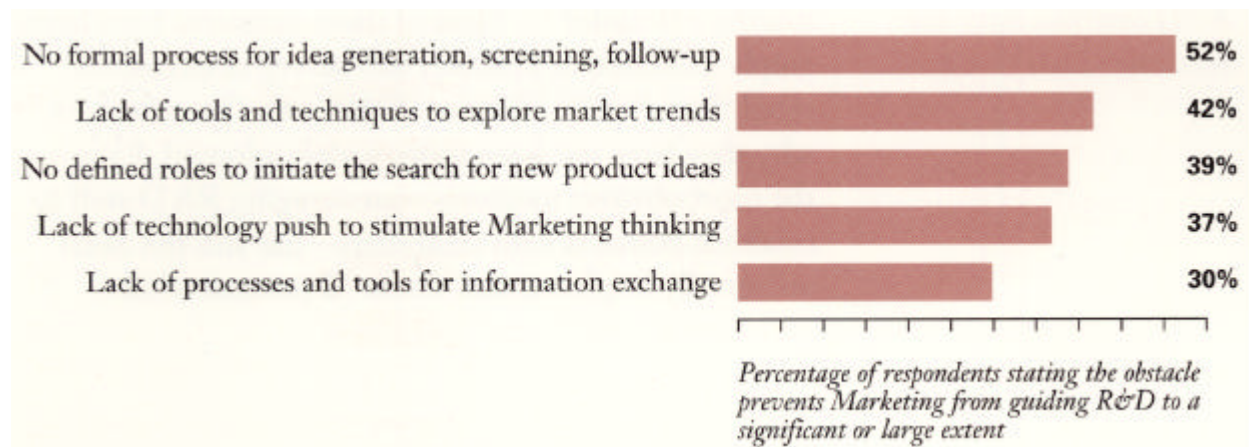 No formal process for idea generation, screening, follow-up 52%
Lack of tools and techniques to explore market trends 42%
No defined roles to initiate the search for new product ideas 39%
Lack of technology push to stimulate Marketing thinking 37%
Lack of processes and tools for information exchange 30%
Percentage of respondents stating the obstacle
prevents Marketing from guiding R&D to a
significant or large extent